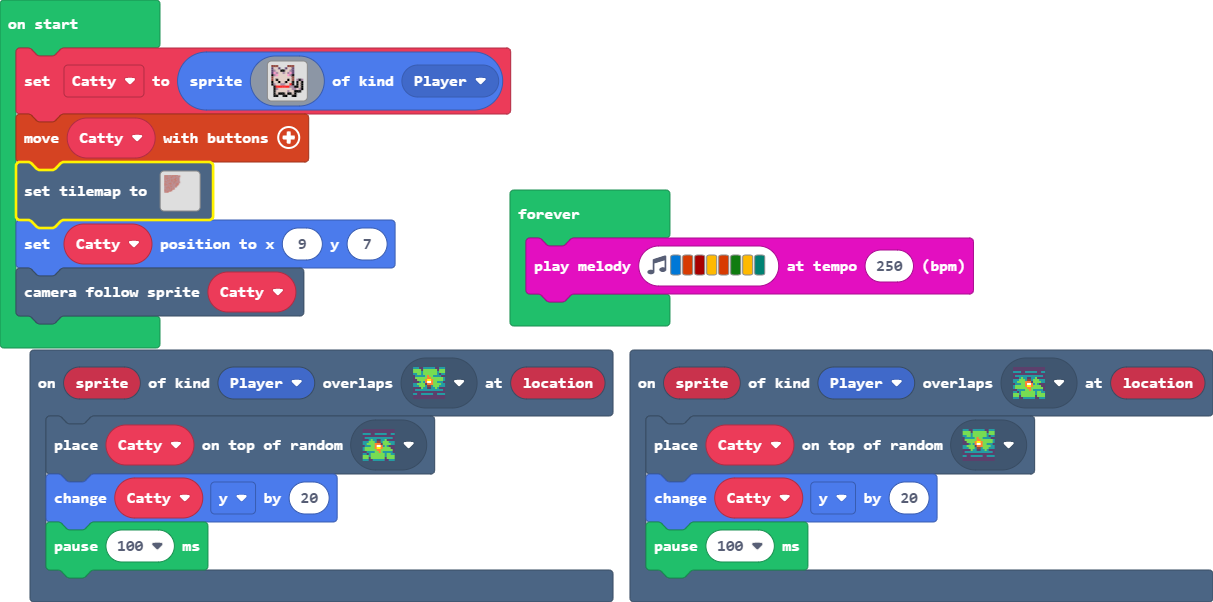 on start
set Catty to sprite of kind Player
move Catty with buttons
set tilemap to
set Catty position to x 9 y 7
camera follow sprite Catty
forever
play melody at tempo 250 (bpm)
on sprite of kind Player overlaps at location
place Catty on top of random
change Catty y by 20
pause 100 ms
on sprite of kind Player overlaps at location
place Catty on top of random
change Catty y by 20
pause 100 ms